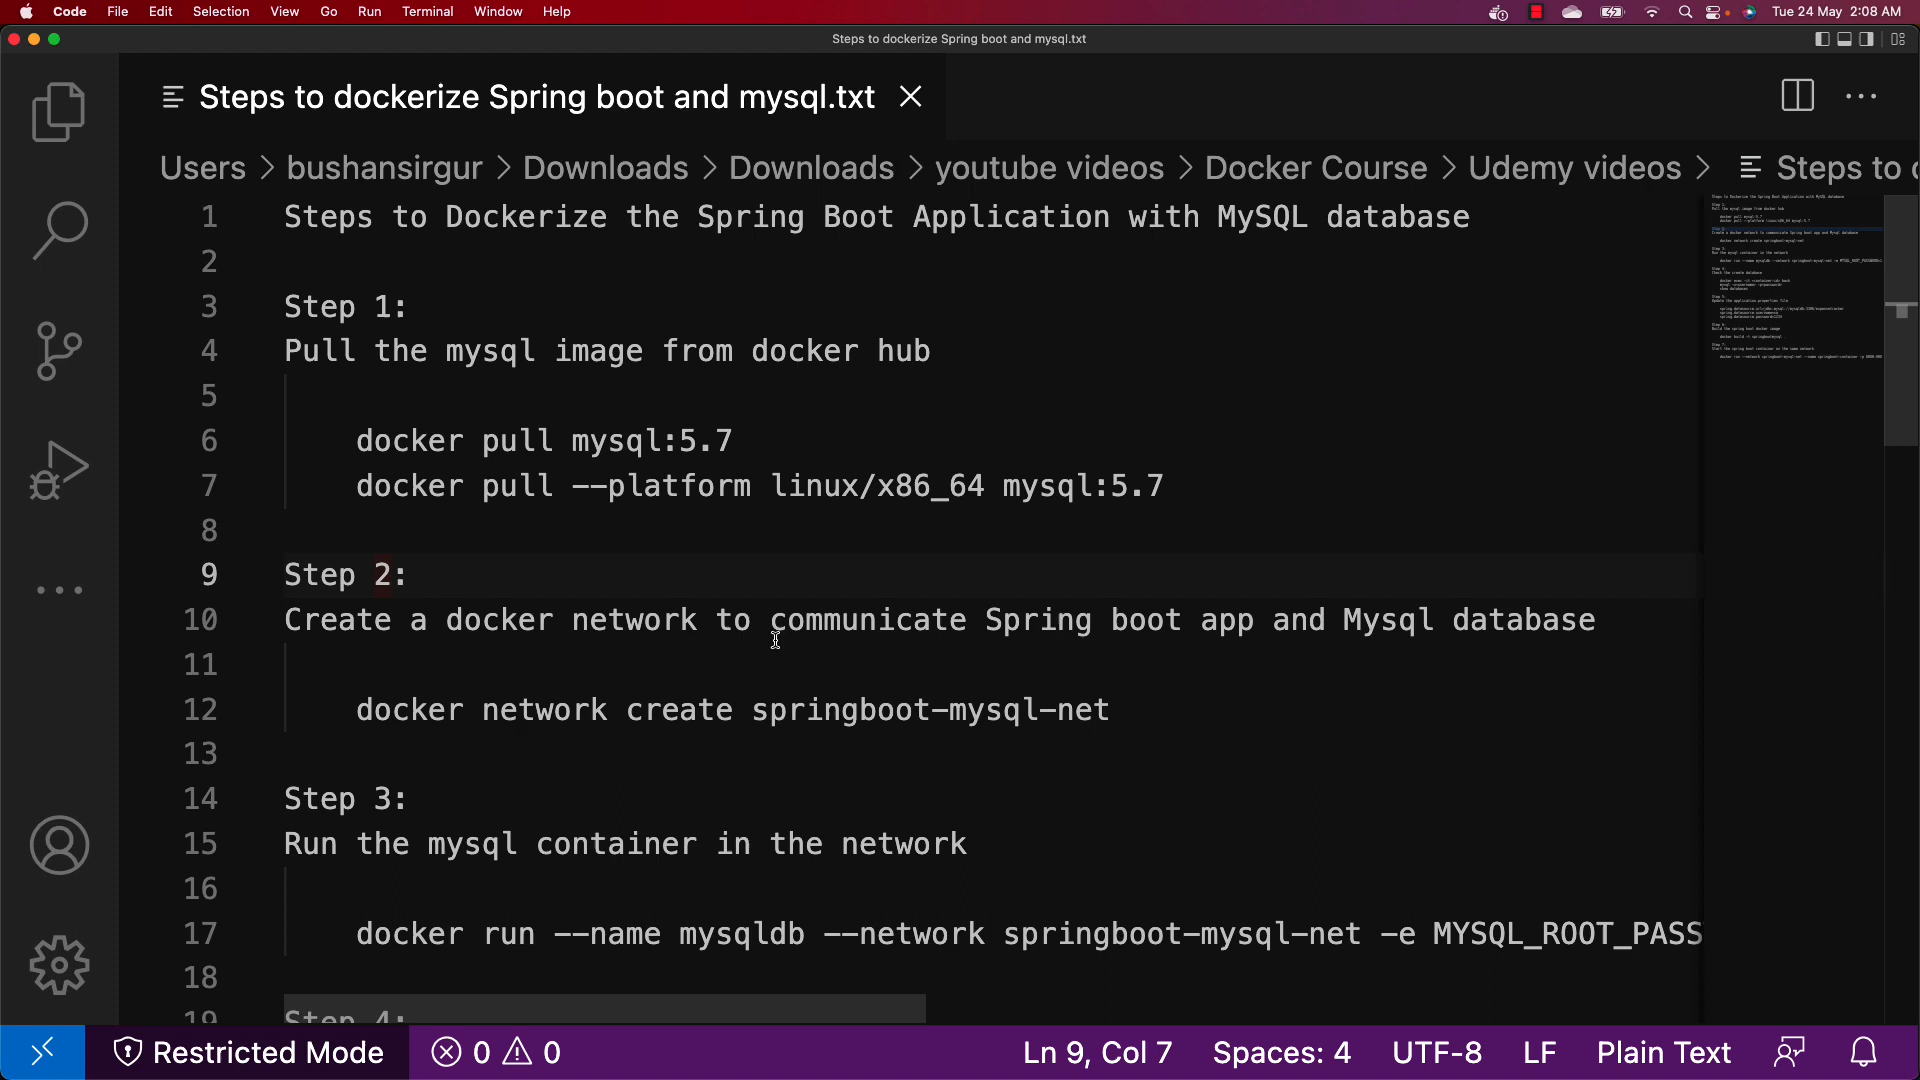 Code File Edit Selection View Go Run Terminal Window Help Tue 24 May 2:08 AM
Steps to dockerize Spring boot and mysql.txt
Steps to dockerize Spring boot and mysql.txt
Users > bushansirgur > Downloads > Downloads > youtube videos > Docker Course > Udemy videos > Steps to
1 Steps to Dockerize the Spring Boot Application with MySQL database
2
3 Step 1:
4 Pull the mysql image from docker hub
5
6 docker pull mysql:5.7
7 docker pull --platform linux/x86_64 mysql:5.7
8
9 Step 2:
10 Create a docker network to communicate Spring boot app and Mysql database
11
12 docker network create springboot-mysql-net
13
14 Step 3:
15 Run the mysql container in the network
16
17 docker run --name mysqldb --network springboot-mysql-net -e MYSQL_ROOT_PASS
18
19 Step 4:
Restricted Mode 0 0 Ln 9, Col 7 Spaces: 4 UTF-8 LF Plain Text